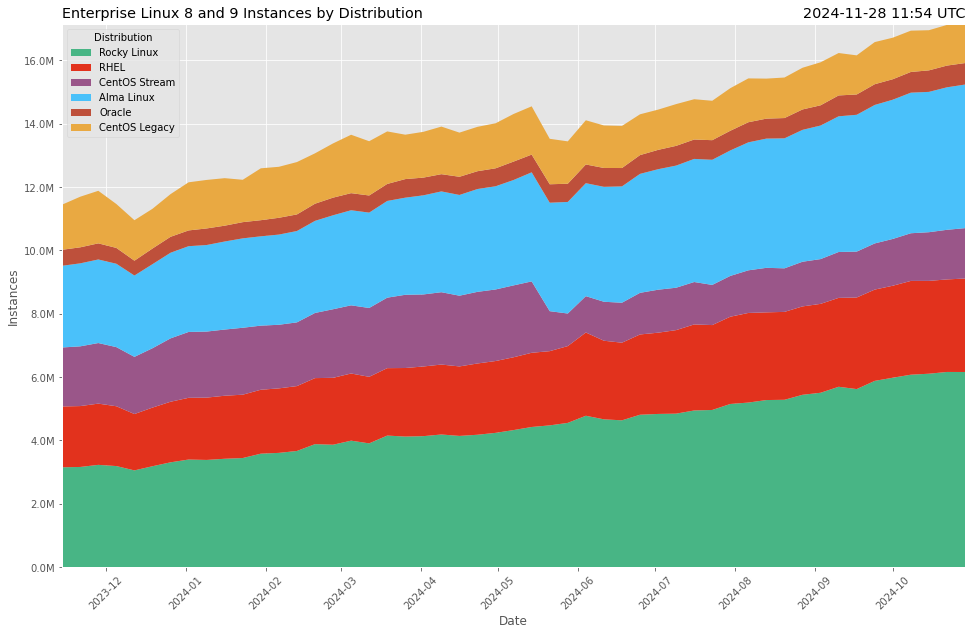 Enterprise Linux 8 and 9 Instances by Distribution
2024-11-28 11:54 UTC
Distribution
Rocky Linux
RHEL
CentOS Stream
Alma Linux
Oracle
CentOS Legacy
16.0M
14.0M
12.0M
10.0M
8.0M
6.0M
4.0M
2.0M
0.0M
Instances
2023-12
2024-01
2024-02
2024-03
2024-04
2024-05
2024-06
2024-07
2024-08
2024-09
2024-10
Date